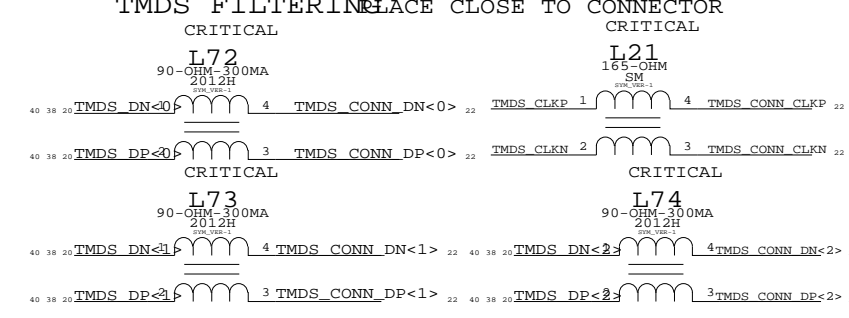 TMDS FILTERING PLACE CLOSE TO CONNECTOR
CRITICAL
L72
90-OHM-300MA
2012H
SYM_VER-1
40 38 20 TMDS_DN<0> 1 4 TMDS_CONN_DN<0> 22
40 38 20 TMDS_DP<0> 2 3 TMDS_CONN_DP<0> 22
CRITICAL
L21
165-OHM
SM
SYM_VER-1
TMDS_CLKP 1 4 TMDS_CONN_CLKP 22
TMDS_CLKN 2 3 TMDS_CONN_CLKN 22
CRITICAL
L73
90-OHM-300MA
2012H
SYM_VER-1
40 38 20 TMDS_DN<1> 1 4 TMDS_CONN_DN<1> 22
40 38 20 TMDS_DP<1> 2 3 TMDS_CONN_DP<1> 22
CRITICAL
L74
90-OHM-300MA
2012H
SYM_VER-1
40 38 20 TMDS_DN<2> 1 4 TMDS_CONN_DN<2>
40 38 20 TMDS_DP<2> 2 3 TMDS_CONN_DP<2>